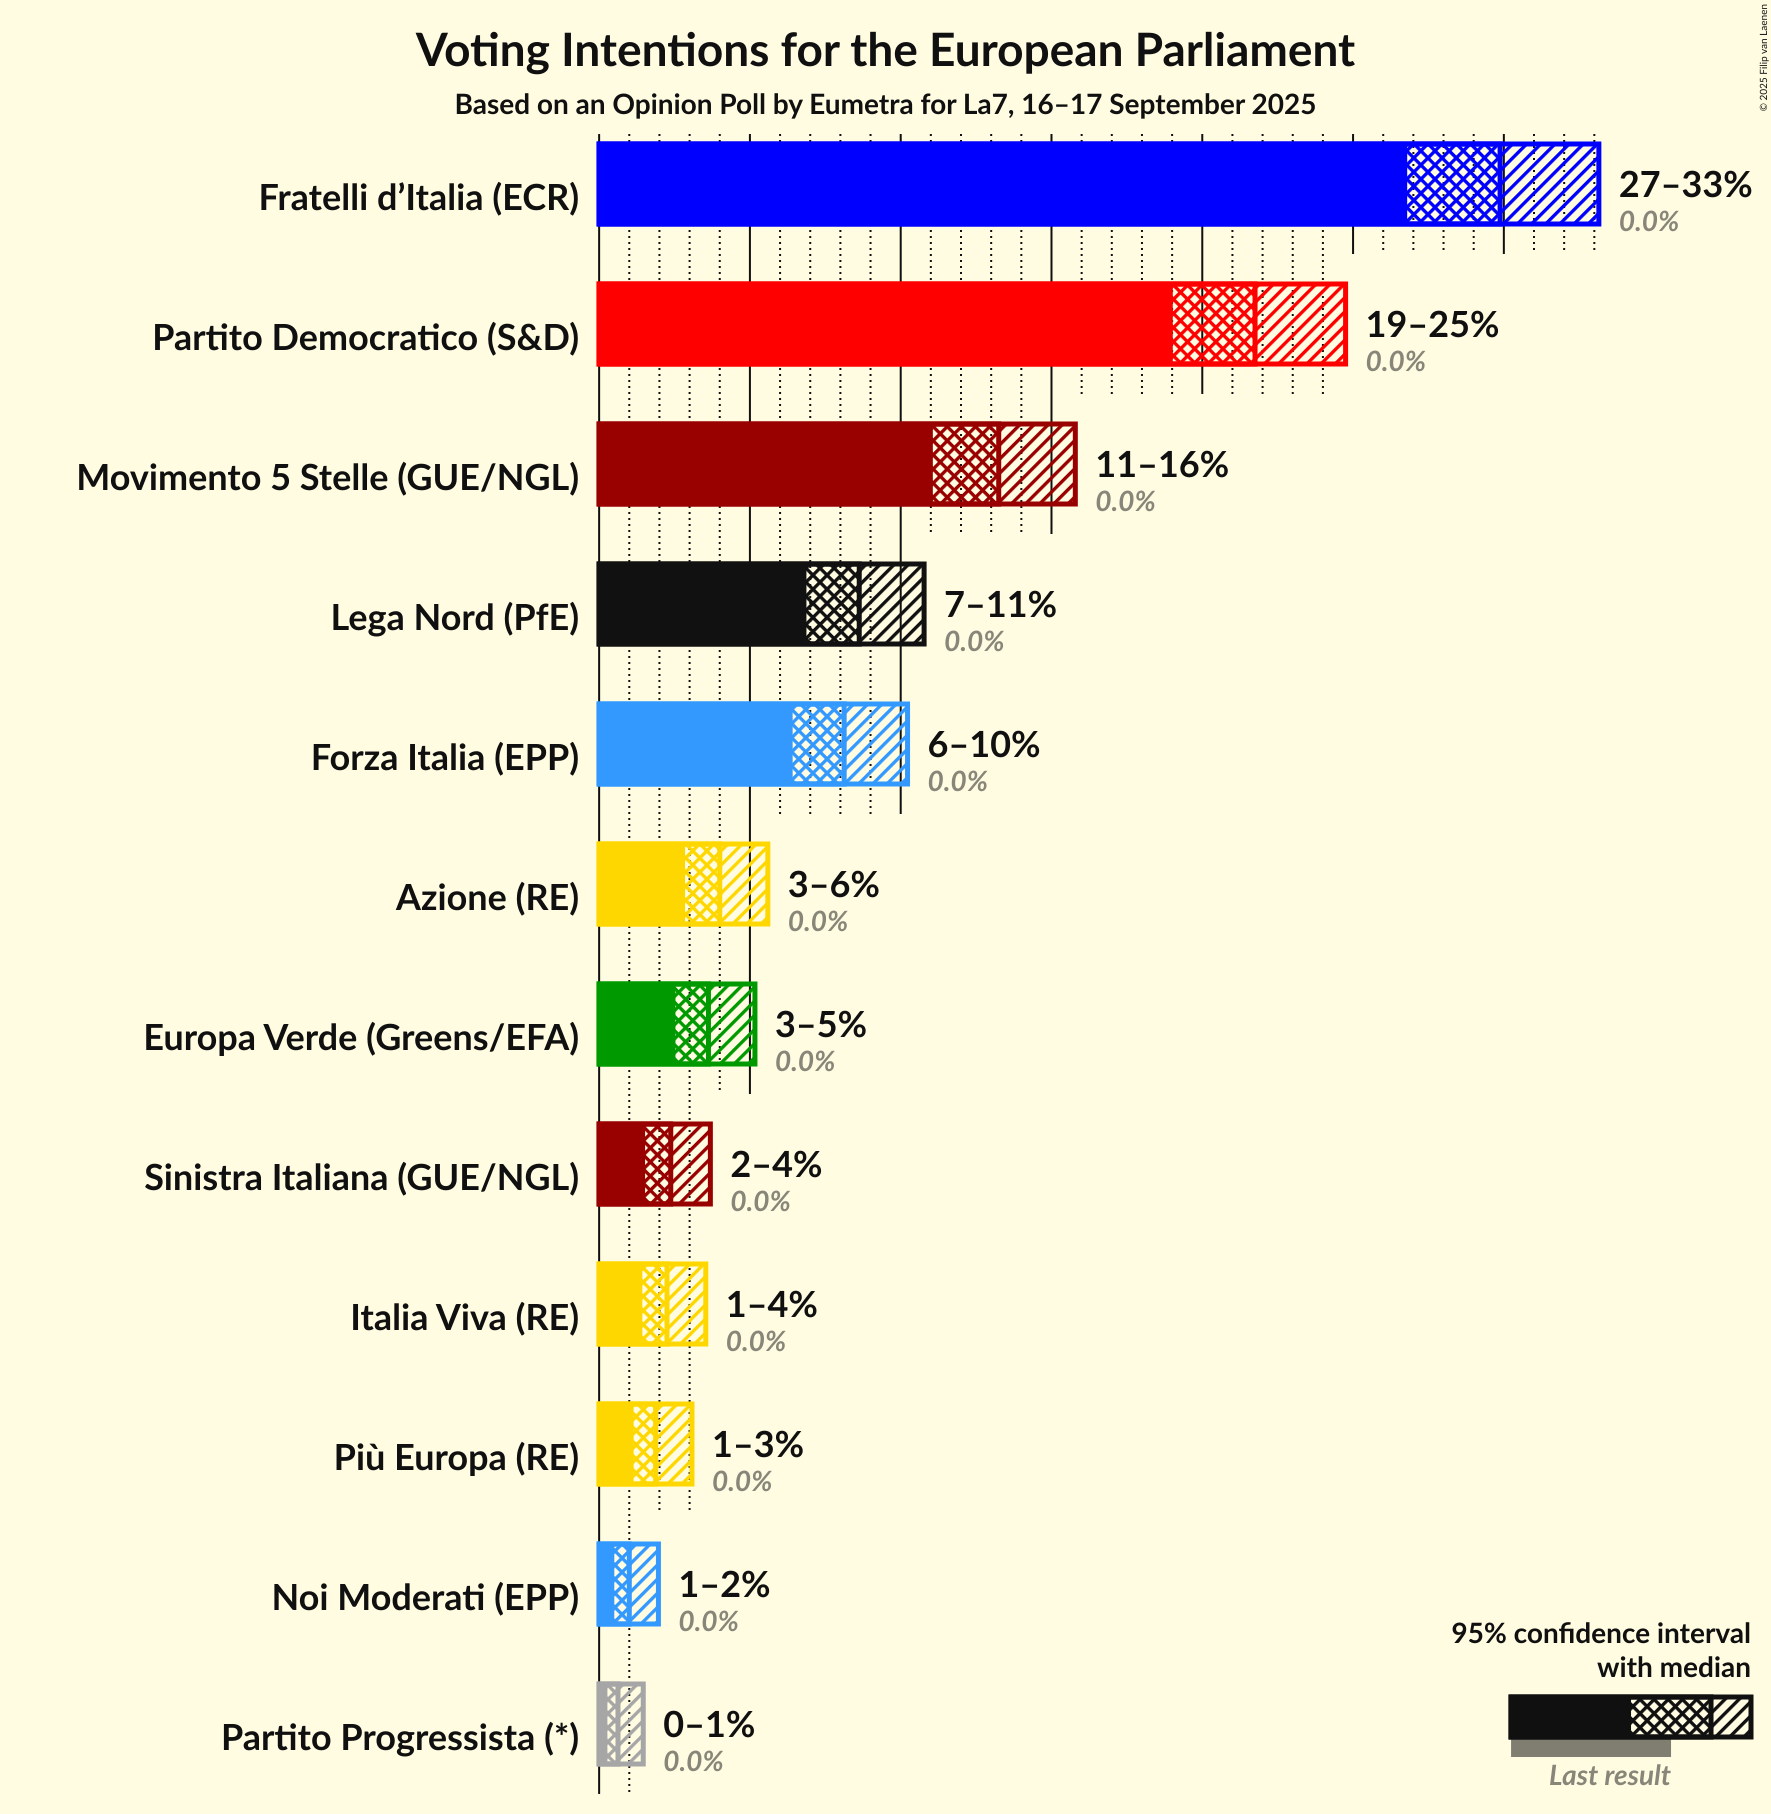 Voting Intentions for the European Parliament
Based on an Opinion Poll by Eumetra for La7, 16–17 September 2025
© 2025 Filip van Laenen
Fratelli d’Italia (ECR)
27–33%
0.0%
Partito Democratico (S&D)
19–25%
0.0%
Movimento 5 Stelle (GUE/NGL)
11–16%
0.0%
Lega Nord (PfE)
7–11%
0.0%
Forza Italia (EPP)
6–10%
0.0%
Azione (RE)
3–6%
0.0%
Europa Verde (Greens/EFA)
3–5%
0.0%
Sinistra Italiana (GUE/NGL)
2–4%
0.0%
Italia Viva (RE)
1–4%
0.0%
Più Europa (RE)
1–3%
0.0%
Noi Moderati (EPP)
1–2%
0.0%
Partito Progressista (*)
0–1%
0.0%
95% confidence interval
with median
Last result